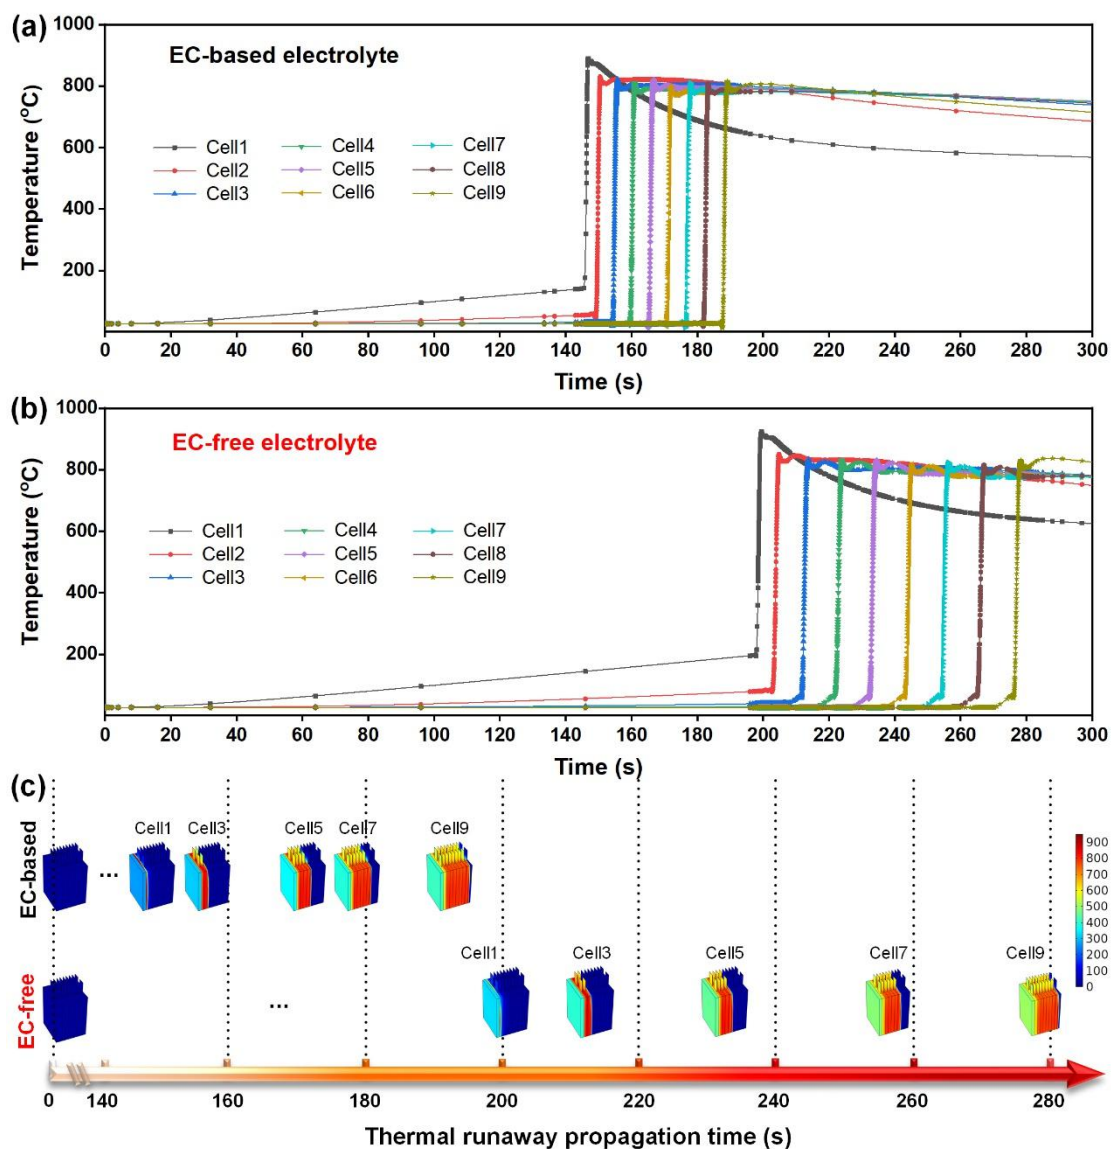 (a)
1000
800
600
400
200
Temperature (°C)
EC-based electrolyte
Cell1 Cell4 Cell7
Cell2 Cell5 Cell8
Cell3 Cell6 Cell9
0 20 40 60 80 100 120 140 160 180 200 220 240 260 280 300
Time (s)
(b)
1000
800
600
400
200
Temperature (°C)
EC-free electrolyte
Cell1 Cell4 Cell7
Cell2 Cell5 Cell8
Cell3 Cell6 Cell9
0 20 40 60 80 100 120 140 160 180 200 220 240 260 280 300
Time (s)
(c)
EC-based
...
Cell1 Cell3 Cell5 Cell7 Cell9
900
800
700
600
500
400
300
200
100
0
EC-free
...
Cell1 Cell3 Cell5 Cell7 Cell9
0 140 160 180 200 220 240 260 280
Thermal runaway propagation time (s)